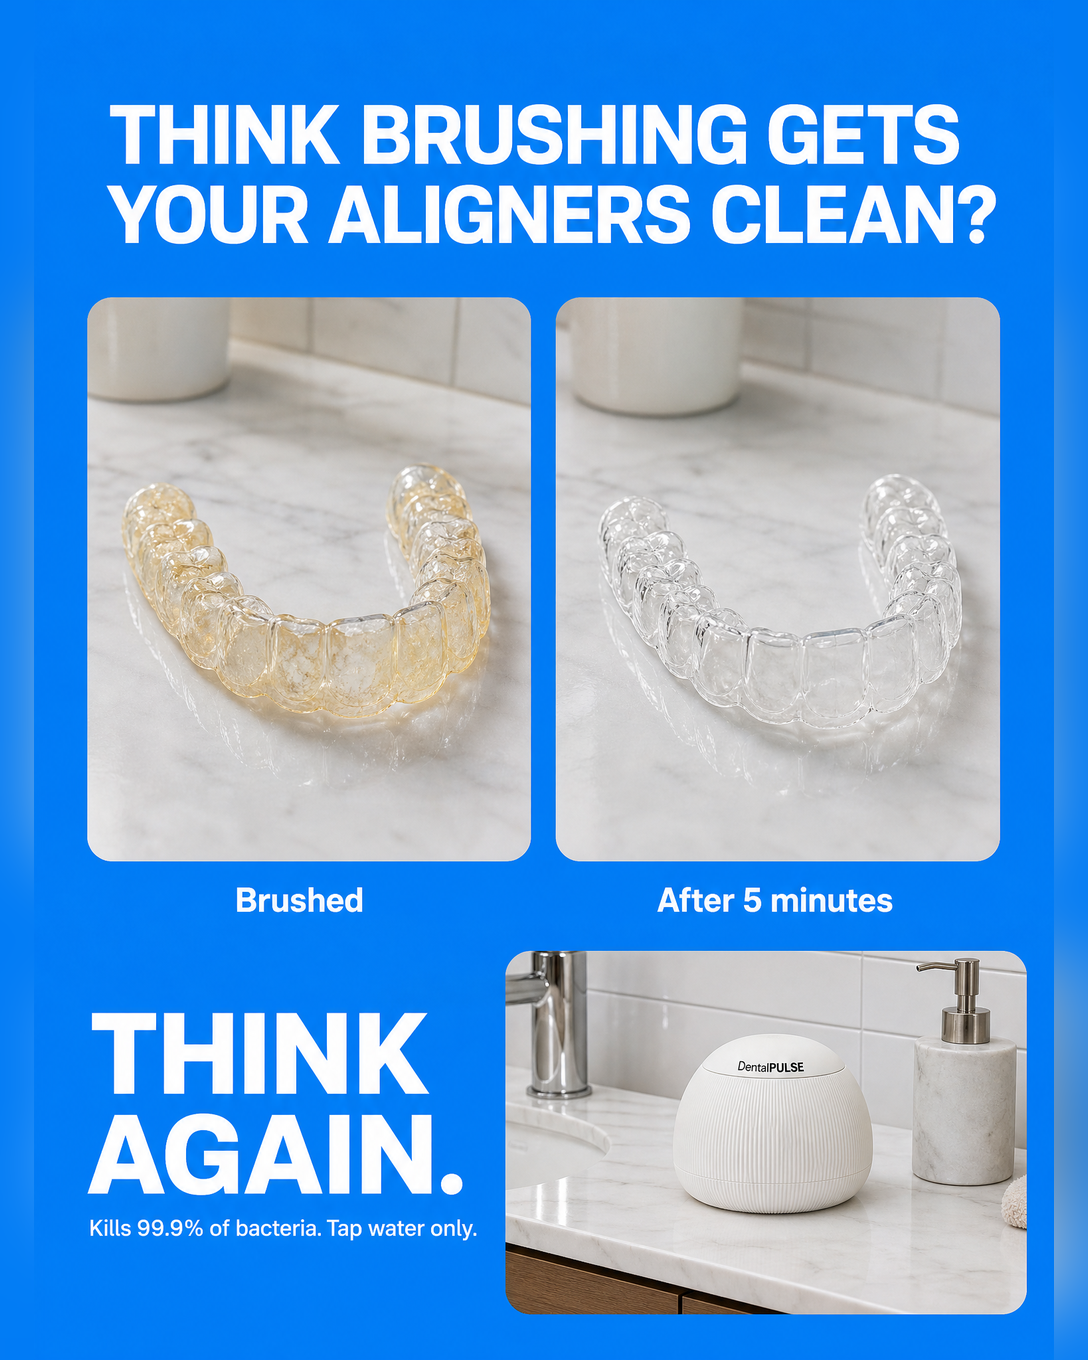 THINK BRUSHING GETS
YOUR ALIGNERS CLEAN?
Brushed
After 5 minutes
THINK
AGAIN.
Kills 99.9% of bacteria. Tap water only.
DentalPULSE